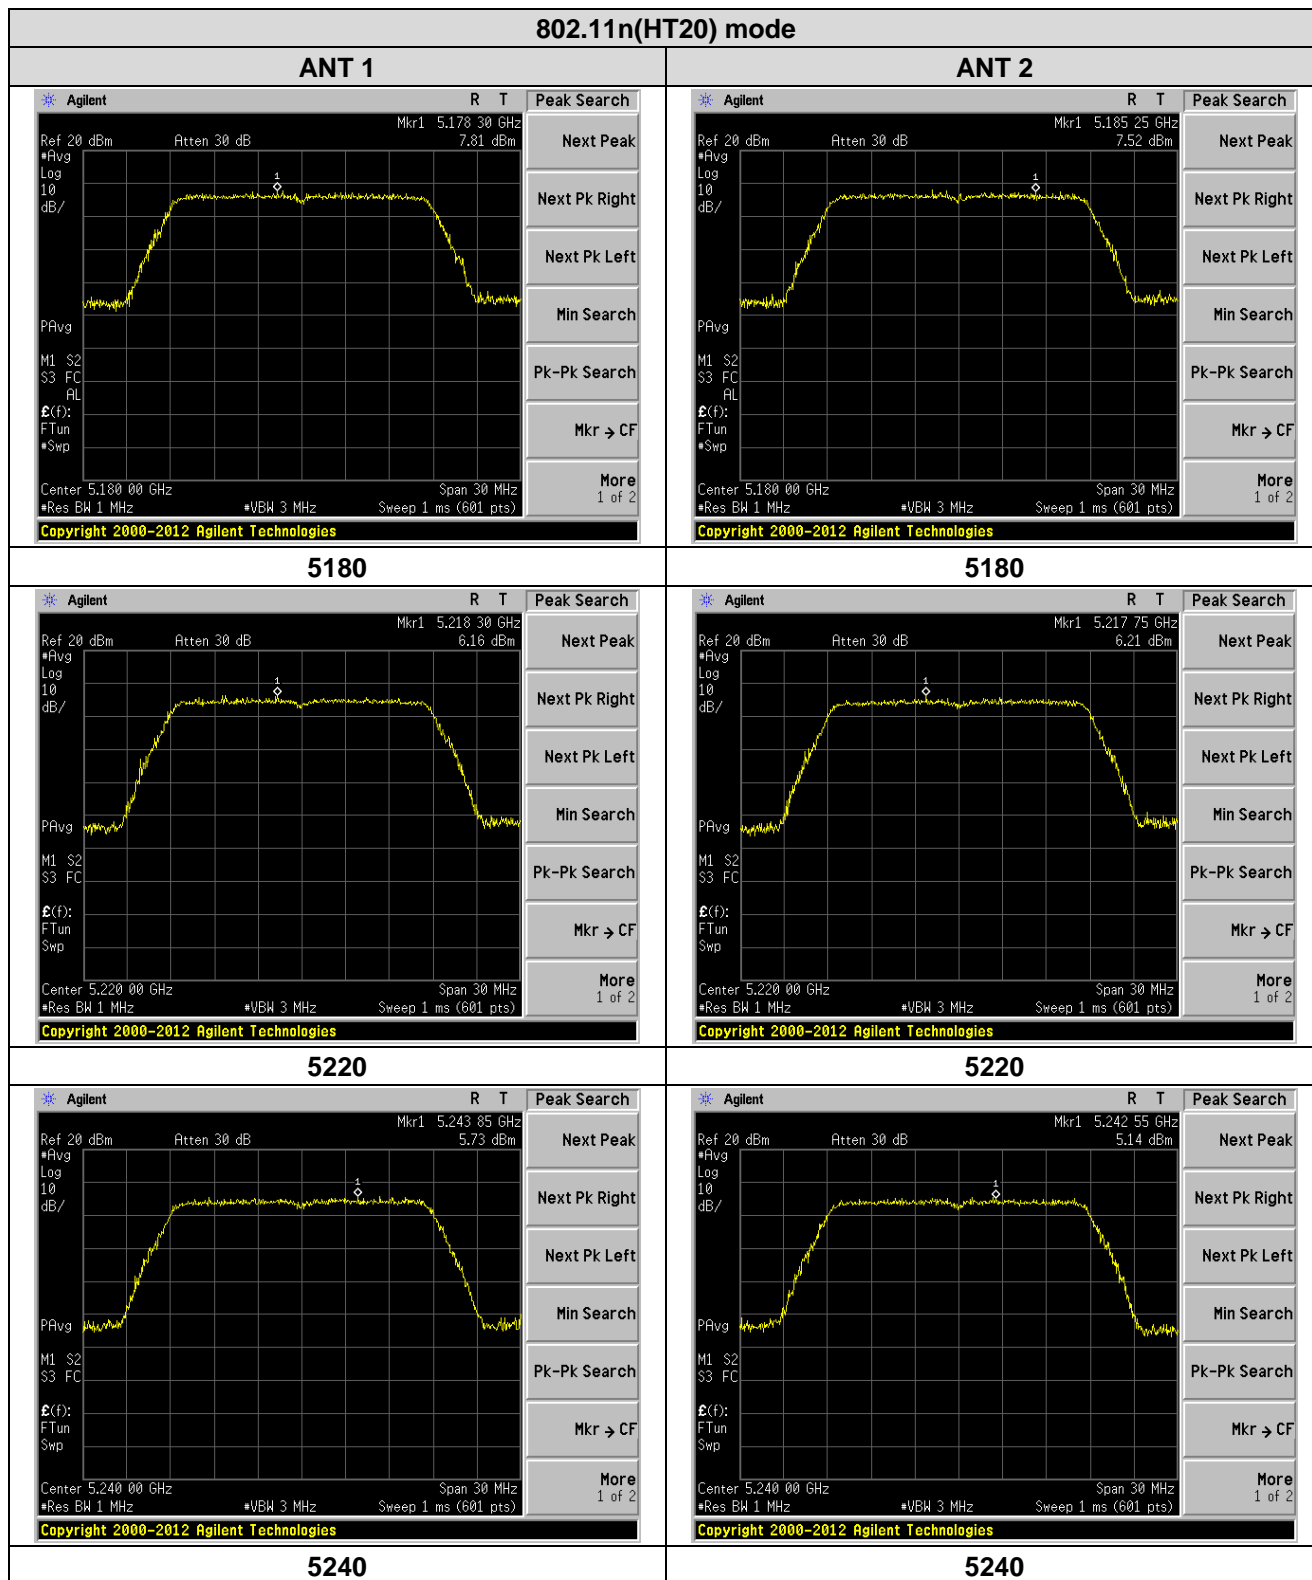 802.11n(HT20) mode
ANT 1
ANT 2
Agilent R T Peak Search
Mkr1 5.178 30 GHz
Ref 20 dBm Atten 30 dB 7.81 dBm
#Avg
Log
10
dB/
1
PAvg
M1 S2
S3 FC
AL
£(f):
FTun
#Swp
Center 5.180 00 GHz Span 30 MHz
#Res BW 1 MHz #VBW 3 MHz Sweep 1 ms (601 pts)
Copyright 2000-2012 Agilent Technologies
Next Peak
Next Pk Right
Next Pk Left
Min Search
Pk-Pk Search
Mkr → CF
More
1 of 2
Agilent R T Peak Search
Mkr1 5.185 25 GHz
Ref 20 dBm Atten 30 dB 7.52 dBm
#Avg
Log
10
dB/
1
PAvg
M1 S2
S3 FC
AL
£(f):
FTun
#Swp
Center 5.180 00 GHz Span 30 MHz
#Res BW 1 MHz #VBW 3 MHz Sweep 1 ms (601 pts)
Copyright 2000-2012 Agilent Technologies
Next Peak
Next Pk Right
Next Pk Left
Min Search
Pk-Pk Search
Mkr → CF
More
1 of 2
5180
5180
Agilent R T Peak Search
Mkr1 5.218 30 GHz
Ref 20 dBm Atten 30 dB 6.16 dBm
#Avg
Log
10
dB/
1
PAvg
M1 S2
S3 FC
£(f):
FTun
Swp
Center 5.220 00 GHz Span 30 MHz
#Res BW 1 MHz #VBW 3 MHz Sweep 1 ms (601 pts)
Copyright 2000-2012 Agilent Technologies
Next Peak
Next Pk Right
Next Pk Left
Min Search
Pk-Pk Search
Mkr → CF
More
1 of 2
Agilent R T Peak Search
Mkr1 5.217 75 GHz
Ref 20 dBm Atten 30 dB 6.21 dBm
#Avg
Log
10
dB/
1
PAvg
M1 S2
S3 FC
£(f):
FTun
Swp
Center 5.220 00 GHz Span 30 MHz
#Res BW 1 MHz #VBW 3 MHz Sweep 1 ms (601 pts)
Copyright 2000-2012 Agilent Technologies
Next Peak
Next Pk Right
Next Pk Left
Min Search
Pk-Pk Search
Mkr → CF
More
1 of 2
5220
5220
Agilent R T Peak Search
Mkr1 5.243 85 GHz
Ref 20 dBm Atten 30 dB 5.73 dBm
#Avg
Log
10
dB/
1
PAvg
M1 S2
S3 FC
£(f):
FTun
Swp
Center 5.240 00 GHz Span 30 MHz
#Res BW 1 MHz #VBW 3 MHz Sweep 1 ms (601 pts)
Copyright 2000-2012 Agilent Technologies
Next Peak
Next Pk Right
Next Pk Left
Min Search
Pk-Pk Search
Mkr → CF
More
1 of 2
Agilent R T Peak Search
Mkr1 5.242 55 GHz
Ref 20 dBm Atten 30 dB 5.14 dBm
#Avg
Log
10
dB/
1
PAvg
M1 S2
S3 FC
£(f):
FTun
Swp
Center 5.240 00 GHz Span 30 MHz
#Res BW 1 MHz #VBW 3 MHz Sweep 1 ms (601 pts)
Copyright 2000-2012 Agilent Technologies
Next Peak
Next Pk Right
Next Pk Left
Min Search
Pk-Pk Search
Mkr → CF
More
1 of 2
5240
5240